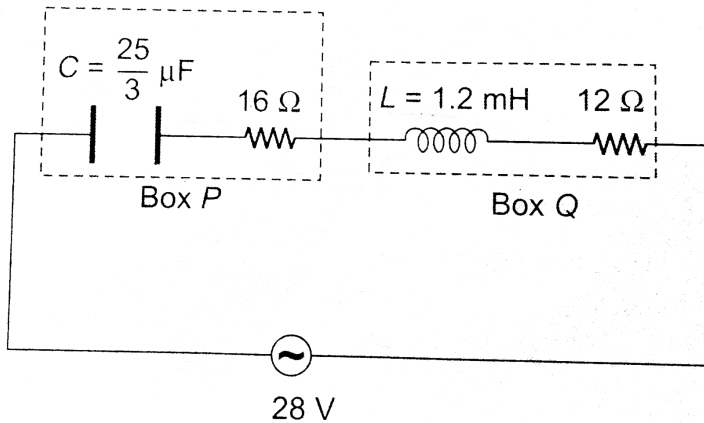 C = 25/3 μF
16 Ω
L = 1.2 mH
12 Ω
Box P
Box Q
~
28 V